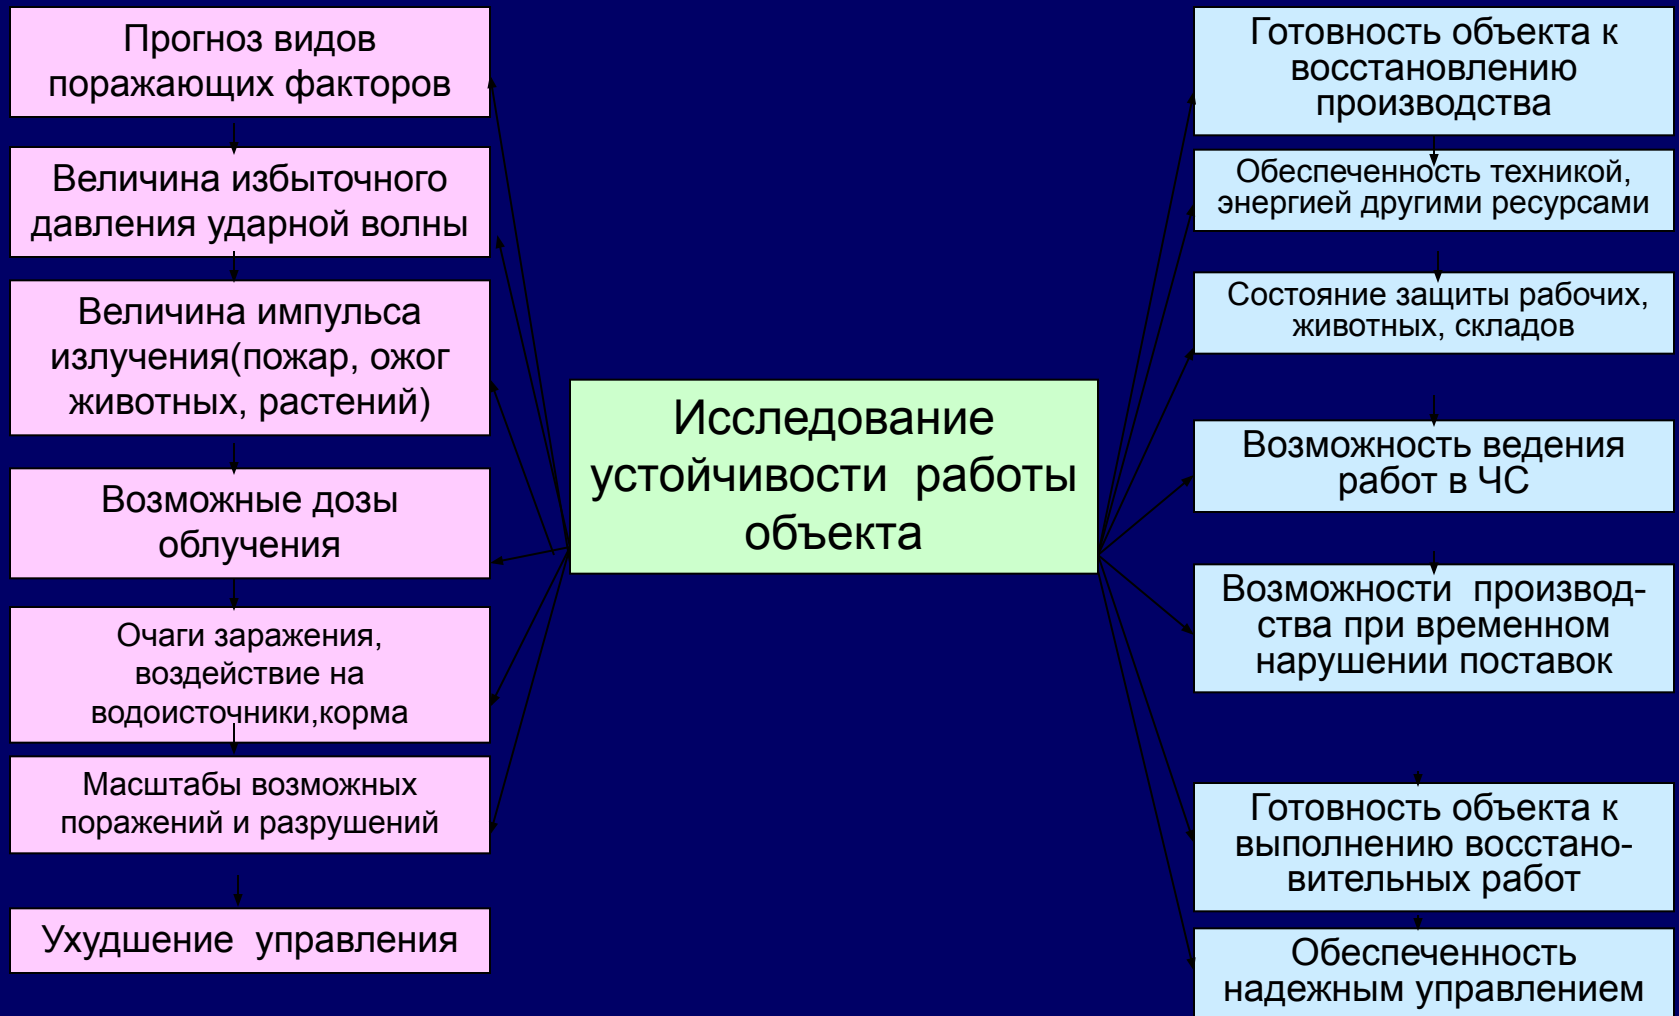 Прогноз видов
поражающих факторов
Величина избыточного
давления ударной волны
Величина импульса
излучения(пожар, ожог
животных, растений)
Возможные дозы
облучения
Очаги заражения,
воздействие на
водоисточники,корма
Масштабы возможных
поражений и разрушений
Ухудшение управления
Исследование
устойчивости работы
объекта
Готовность объекта к
восстановлению
производства
Обеспеченность техникой,
энергией другими ресурсами
Состояние защиты рабочих,
животных, складов
Возможность ведения
работ в ЧС
Возможности производ-
ства при временном
нарушении поставок
Готовность объекта к
выполнению восстано-
вительных работ
Обеспеченность
надежным управлением